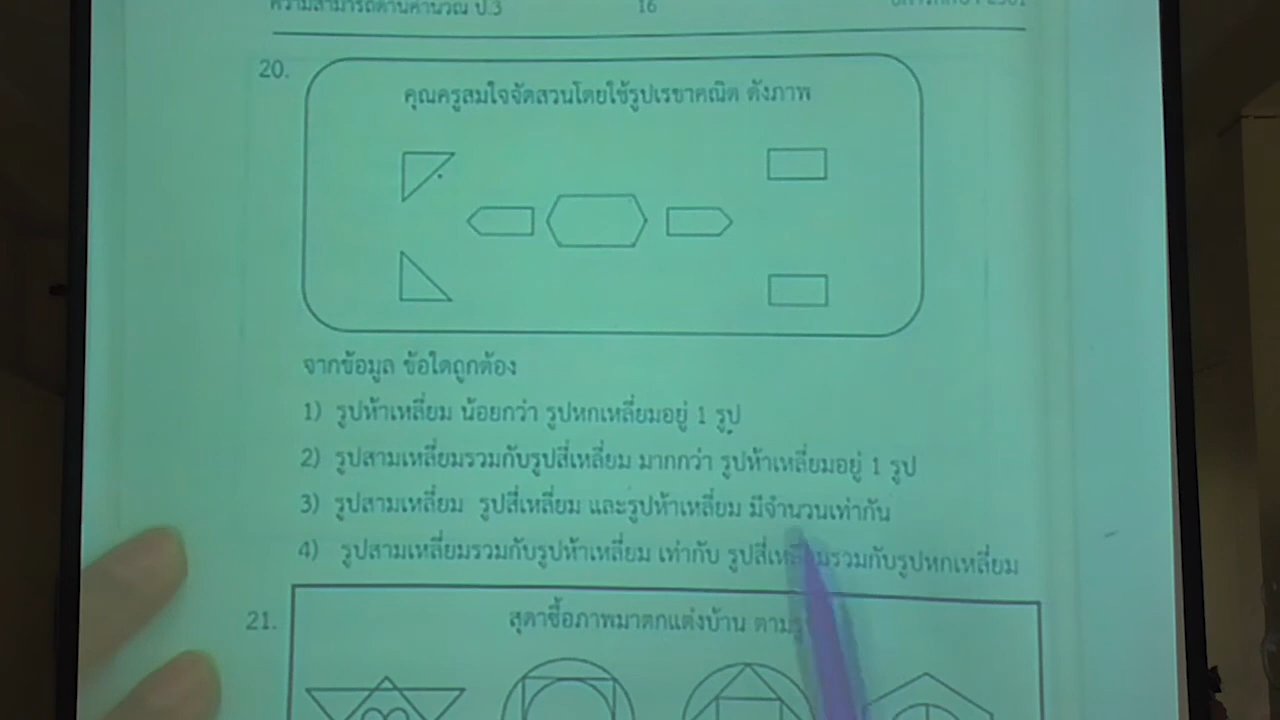 ความสามารถด้านคำนวณ ป.3
16
20.
คุณครูสมใจจัดสวนโดยใช้รูปเรขาคณิต ดังภาพ
จากข้อมูล ข้อใดถูกต้อง
1) รูปห้าเหลี่ยม น้อยกว่า รูปหกเหลี่ยมอยู่ 1 รูป
2) รูปสามเหลี่ยมรวมกับรูปสี่เหลี่ยม มากกว่า รูปห้าเหลี่ยมอยู่ 1 รูป
3) รูปสามเหลี่ยม รูปสี่เหลี่ยม และรูปห้าเหลี่ยม มีจำนวนเท่ากัน
4) รูปสามเหลี่ยมรวมกับรูปห้าเหลี่ยม เท่ากับ รูปสี่เหลี่ยมรวมกับรูปหกเหลี่ยม
21.
สุดาซื้อภาพมาตกแต่งบ้าน